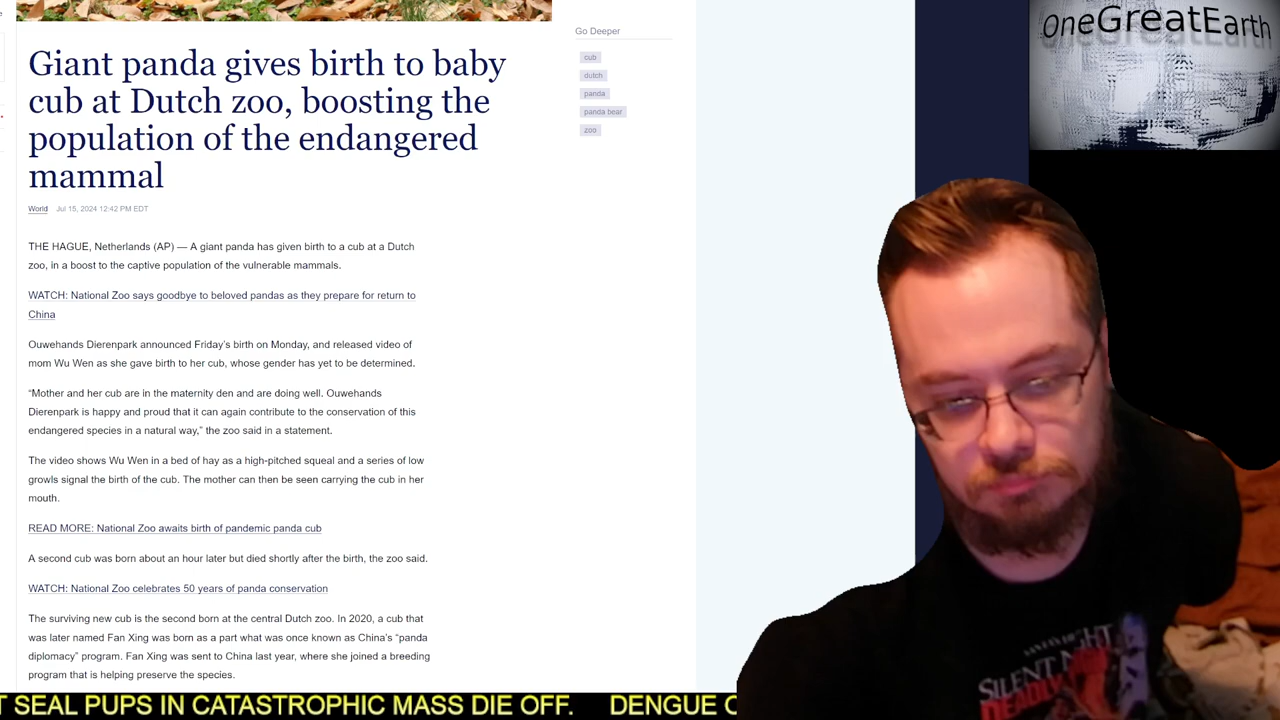 OneGreatEarth
Go Deeper
cub
dutch
panda
panda bear
zoo
Giant panda gives birth to baby
cub at Dutch zoo, boosting the
population of the endangered
mammal
World Jul 15, 2024 12:42 PM EDT
THE HAGUE, Netherlands (AP) — A giant panda has given birth to a cub at a Dutch
zoo, in a boost to the captive population of the vulnerable mammals.
WATCH: National Zoo says goodbye to beloved pandas as they prepare for return to
China
Ouwehands Dierenpark announced Friday's birth on Monday, and released video of
mom Wu Wen as she gave birth to her cub, whose gender has yet to be determined.
“Mother and her cub are in the maternity den and are doing well. Ouwehands
Dierenpark is happy and proud that it can again contribute to the conservation of this
endangered species in a natural way,” the zoo said in a statement.
The video shows Wu Wen in a bed of hay as a high-pitched squeal and a series of low
growls signal the birth of the cub. The mother can then be seen carrying the cub in her
mouth.
READ MORE: National Zoo awaits birth of pandemic panda cub
A second cub was born about an hour later but died shortly after the birth, the zoo said.
WATCH: National Zoo celebrates 50 years of panda conservation
The surviving new cub is the second born at the central Dutch zoo. In 2020, a cub that
was later named Fan Xing was born as a part what was once known as China's “panda
diplomacy” program. Fan Xing was sent to China last year, where she joined a breeding
program that is helping preserve the species.
SILENT NIGHT
DEADLY
T SEAL PUPS IN CATASTROPHIC MASS DIE OFF. DENGUE